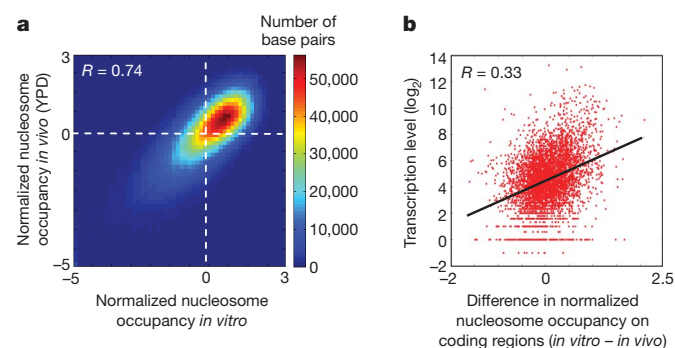 a
Number of
base pairs
R = 0.74
Normalized nucleosome
occupancy in vivo (YPD)
3
0
−5
−5
0
3
Normalized nucleosome
occupancy in vitro
50,000
40,000
30,000
20,000
10,000
0
b
R = 0.33
Transcription level (log2)
14
12
10
8
6
4
2
0
−2
−2
0
2.5
Difference in normalized
nucleosome occupancy on
coding regions (in vitro – in vivo)